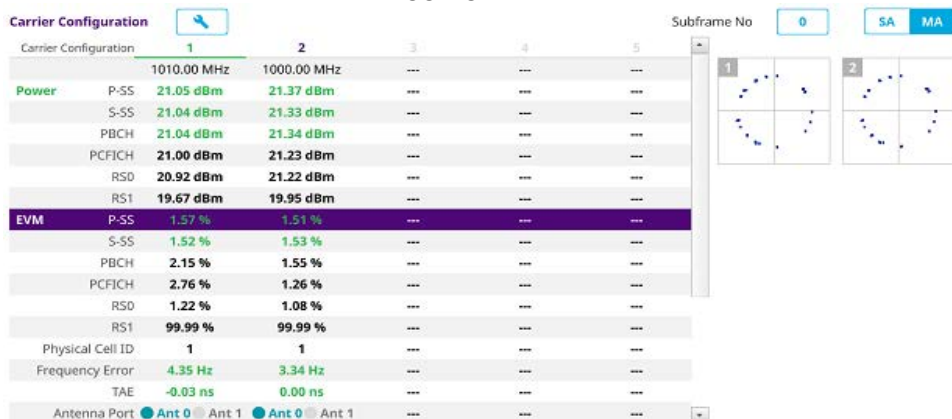 Carrier Configuration Subframe No 0 SA MA
Carrier Configuration 1 2 3 4 5
1010.00 MHz 1000.00 MHz --- --- ---
Power P-SS 21.05 dBm 21.37 dBm --- --- ---
S-SS 21.04 dBm 21.33 dBm --- --- ---
PBCH 21.04 dBm 21.34 dBm --- --- ---
PCFICH 21.00 dBm 21.23 dBm --- --- ---
RS0 20.92 dBm 21.22 dBm --- --- ---
RS1 19.67 dBm 19.95 dBm --- --- ---
EVM P-SS 1.57 % 1.51 % --- --- ---
S-SS 1.52 % 1.53 % --- --- ---
PBCH 2.15 % 1.55 % --- --- ---
PCFICH 2.76 % 1.26 % --- --- ---
RS0 1.22 % 1.08 % --- --- ---
RS1 99.99 % 99.99 % --- --- ---
Physical Cell ID 1 1 --- --- ---
Frequency Error 4.35 Hz 3.34 Hz --- --- ---
TAE -0.03 ns 0.00 ns --- --- ---
Antenna Port Ant 0 Ant 1 Ant 0 Ant 1 --- --- ---
1 2